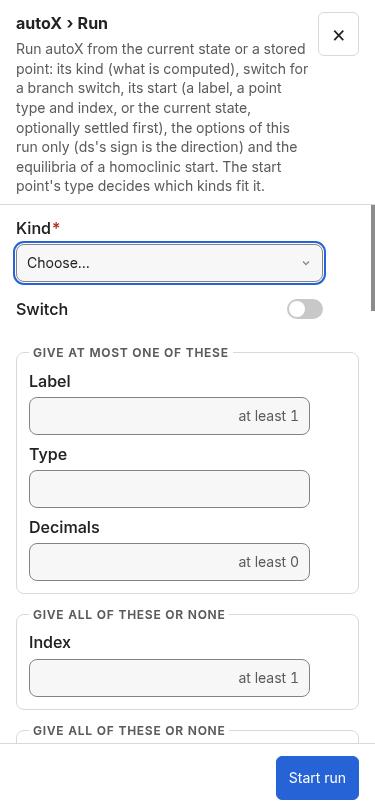 autoX › Run
Run autoX from the current state or a stored
point: its kind (what is computed), switch for
a branch switch, its start (a label, a point
type and index, or the current state,
optionally settled first), the options of this
run only (ds's sign is the direction) and the
equilibria of a homoclinic start. The start
point's type decides which kinds fit it.
Kind*
Choose...
Switch
GIVE AT MOST ONE OF THESE
Label
at least 1
Type
Decimals
at least 0
GIVE ALL OF THESE OR NONE
Index
at least 1
GIVE ALL OF THESE OR NONE
Start run